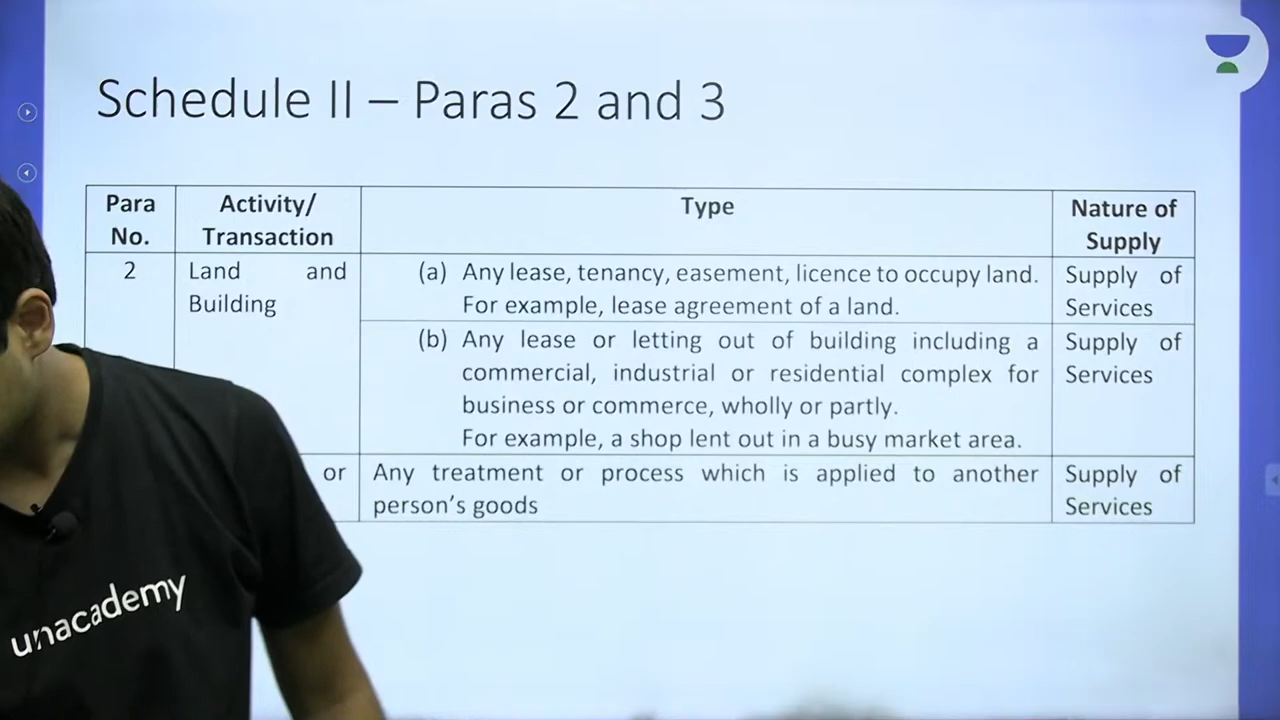 Schedule II – Paras 2 and 3
Para No.
Activity/ Transaction
Type
Nature of Supply
2
Land and Building
(a) Any lease, tenancy, easement, licence to occupy land.
For example, lease agreement of a land.
Supply of Services
(b) Any lease or letting out of building including a
commercial, industrial or residential complex for
business or commerce, wholly or partly.
For example, a shop lent out in a busy market area.
Supply of Services
or
Any treatment or process which is applied to another
person's goods
Supply of Services
unacademy